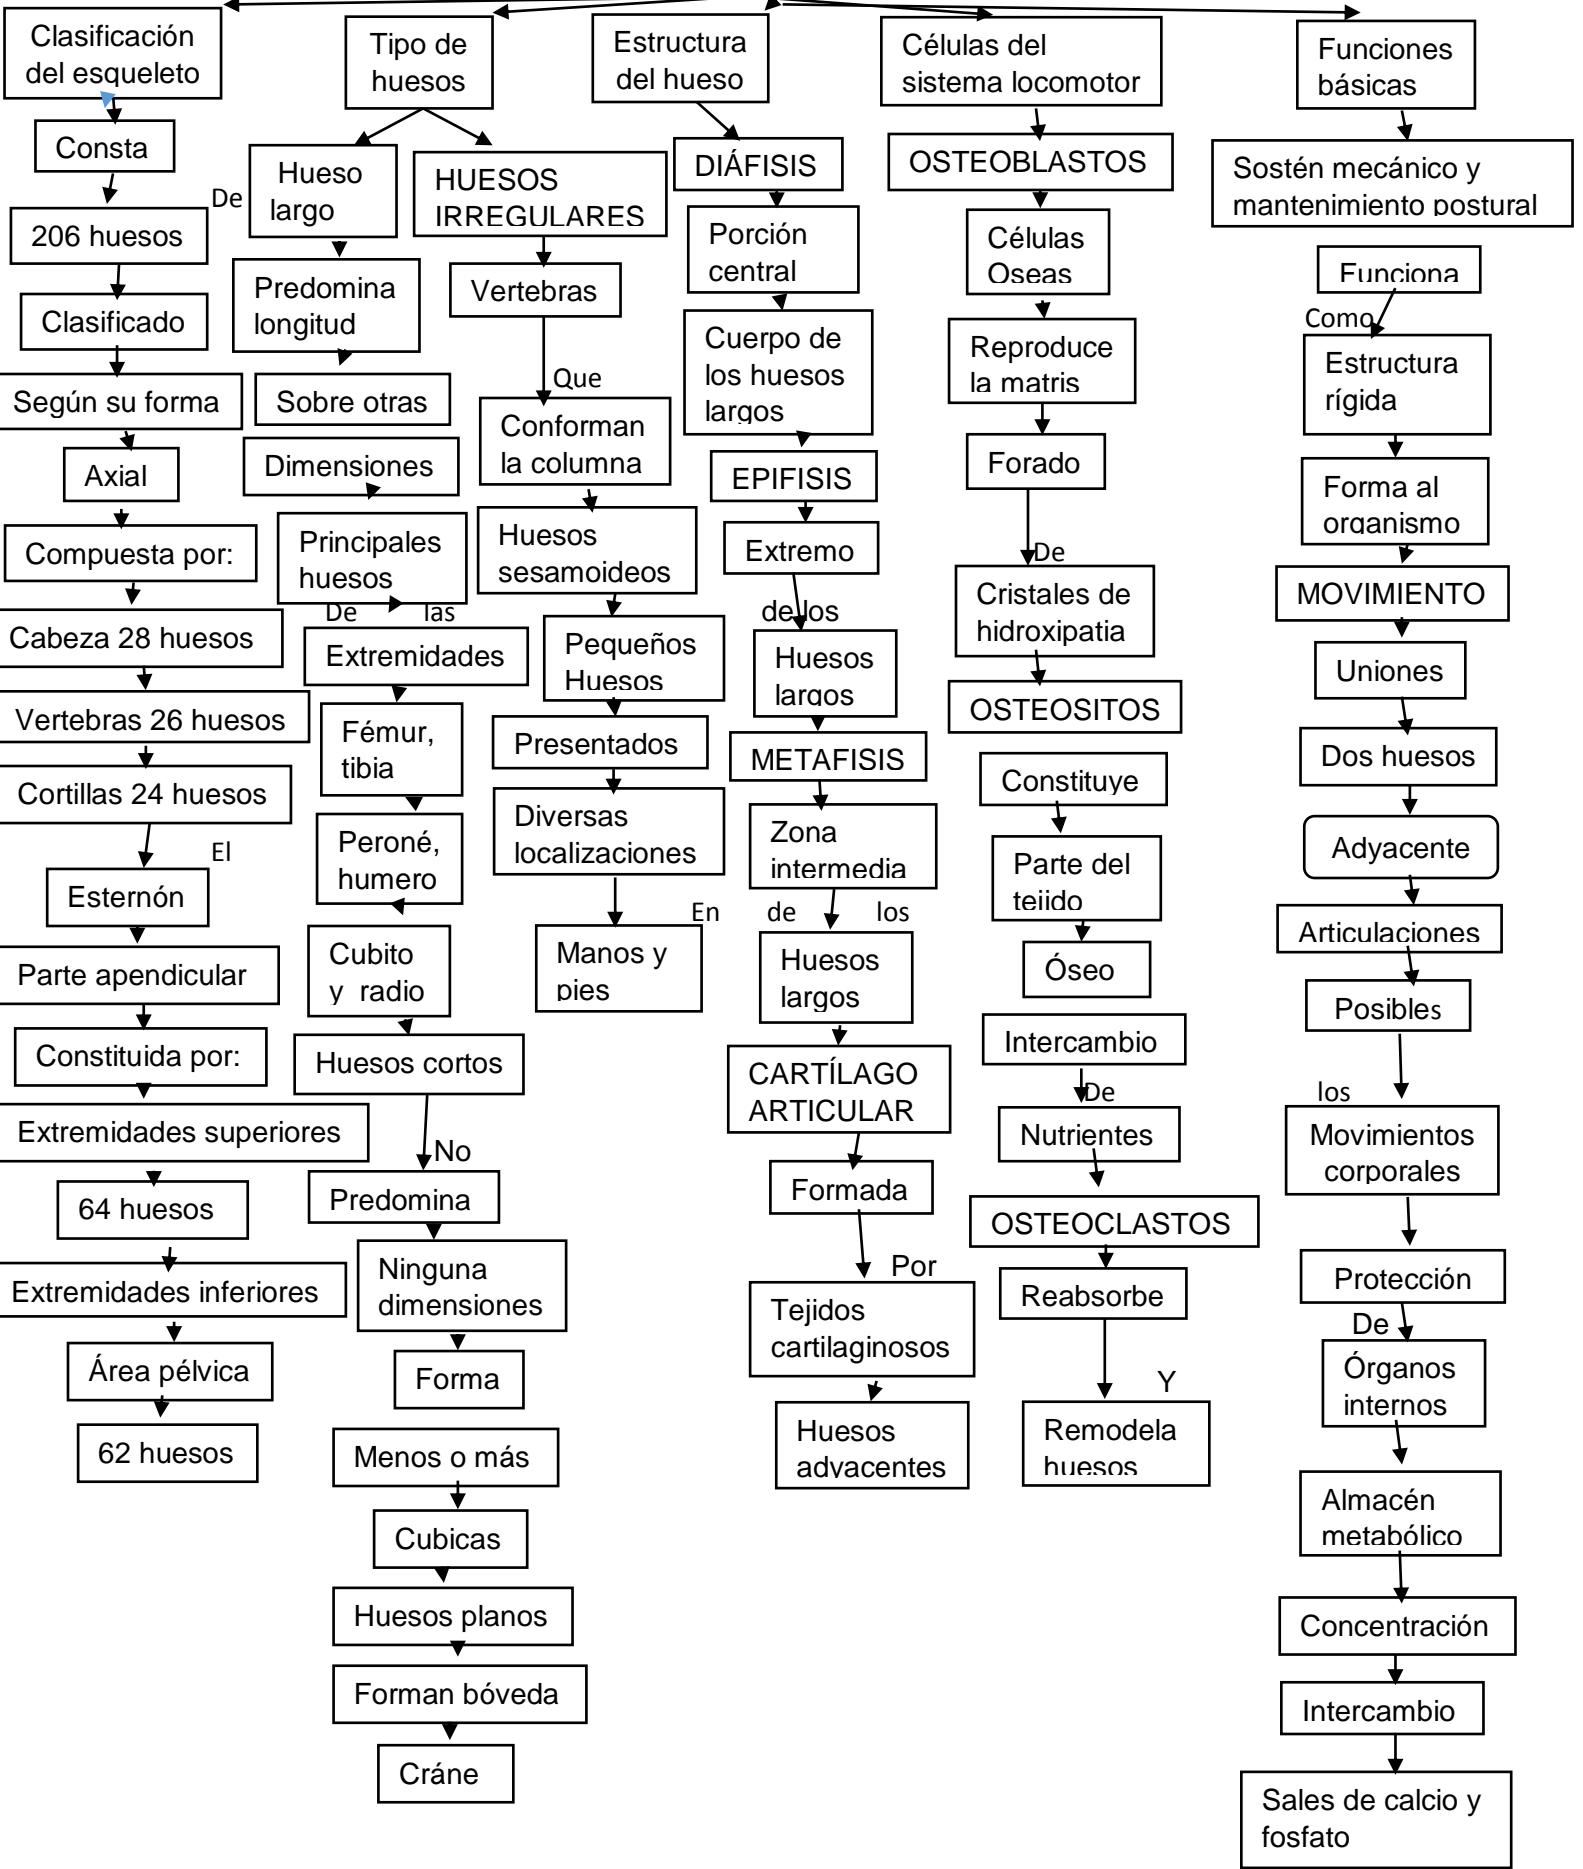 Clasificación
del esqueleto
Consta
De
206 huesos
Clasificado
Según su forma
Axial
Compuesta por:
Cabeza 28 huesos
Vertebras 26 huesos
Cortillas 24 huesos
El
Esternón
Parte apendicular
Constituida por:
Extremidades superiores
64 huesos
Extremidades inferiores
Área pélvica
62 huesos
Tipo de
huesos
Hueso
largo
Predomina
longitud
Sobre otras
Dimensiones
Principales
huesos
De las
Extremidades
Fémur,
tibia
Peroné,
humero
Cubito
y radio
Huesos cortos
No
Predomina
Ninguna
dimensiones
Forma
Menos o más
Cubicas
Huesos planos
Forman bóveda
Cráne
HUESOS
IRREGULARES
Vertebras
Que
Conforman
la columna
Huesos
sesamoideos
Pequeños
Huesos
Presentados
Diversas
localizaciones
En
Manos y
pies
Estructura
del hueso
DIÁFISIS
Porción
central
Cuerpo de
los huesos
largos
EPIFISIS
Extremo
de los
Huesos
largos
METAFISIS
Zona
intermedia
de los
Huesos
largos
CARTÍLAGO
ARTICULAR
Formada
Por
Tejidos
cartilaginosos
Huesos
adyacentes
Células del
sistema locomotor
OSTEOBLASTOS
Células
Oseas
Reproduce
la matris
Forado
De
Cristales de
hidroxipatia
OSTEOSITOS
Constituye
Parte del
tejido
Óseo
Intercambio
De
Nutrientes
OSTEOCLASTOS
Reabsorbe
Y
Remodela
huesos
Funciones
básicas
Sostén mecánico y
mantenimiento postural
Funciona
Como
Estructura
rígida
Forma al
organismo
MOVIMIENTO
Uniones
Dos huesos
Adyacente
Articulaciones
Posibles
los
Movimientos
corporales
Protección
De
Órganos
internos
Almacén
metabólico
Concentración
Intercambio
Sales de calcio y
fosfato